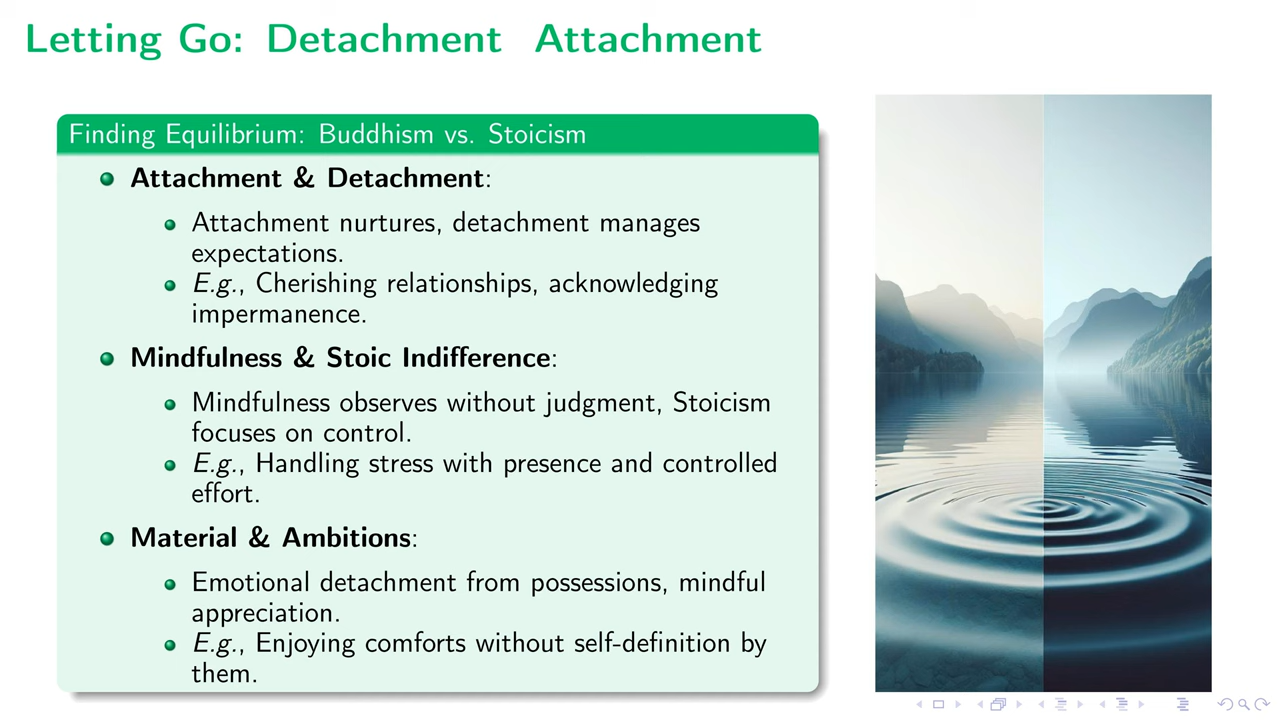 Letting Go: Detachment Attachment
Finding Equilibrium: Buddhism vs. Stoicism
Attachment & Detachment:
Attachment nurtures, detachment manages
expectations.
E.g., Cherishing relationships, acknowledging
impermanence.
Mindfulness & Stoic Indifference:
Mindfulness observes without judgment, Stoicism
focuses on control.
E.g., Handling stress with presence and controlled
effort.
Material & Ambitions:
Emotional detachment from possessions, mindful
appreciation.
E.g., Enjoying comforts without self-definition by
them.